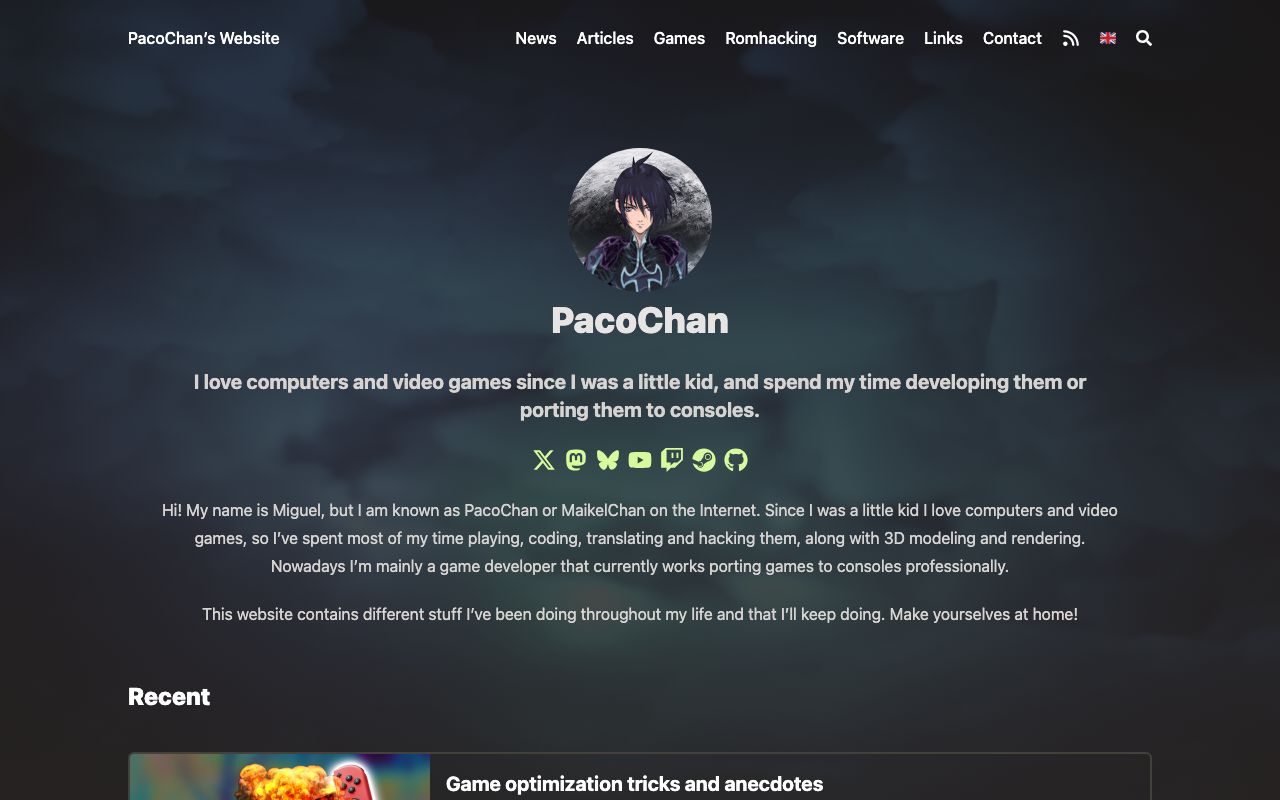 PacoChan's Website
News Articles Games Romhacking Software Links Contact
PacoChan
I love computers and video games since I was a little kid, and spend my time developing them or
porting them to consoles.
Hi! My name is Miguel, but I am known as PacoChan or MaikelChan on the Internet. Since I was a little kid I love computers and video
games, so I've spent most of my time playing, coding, translating and hacking them, along with 3D modeling and rendering.
Nowadays I'm mainly a game developer that currently works porting games to consoles professionally.
This website contains different stuff I've been doing throughout my life and that I'll keep doing. Make yourselves at home!
Recent
Game optimization tricks and anecdotes